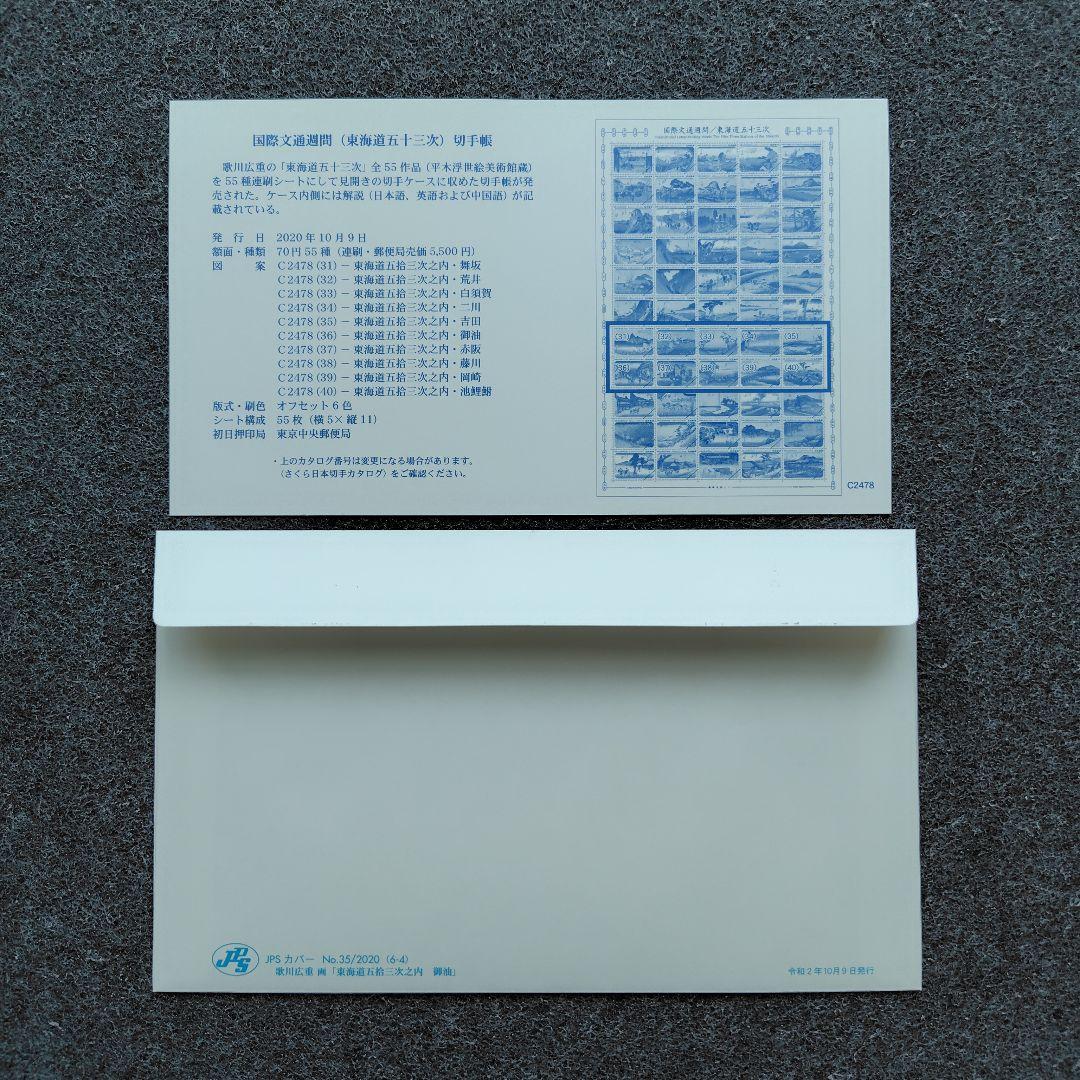 国際文通週間（東海道五十三次）切手帳
歌川広重の「東海道五十三次」全55作品（平木浮世絵美術館蔵）
を55種連刷シートにして見開きの切手ケースに収めた切手帳が発
売された。ケース内側には解説（日本語、英語および中国語）が記
載されている。
発行日 2020年10月9日
額面・種類 70円55種（連刷・郵便局売価5,500円）
図案 C2478 (31) － 東海道五拾三次之内・舞坂
C2478 (32) － 東海道五拾三次之内・荒井
C2478 (33) － 東海道五拾三次之内・白須賀
C2478 (34) － 東海道五拾三次之内・二川
C2478 (35) － 東海道五拾三次之内・吉田
C2478 (36) － 東海道五拾三次之内・御油
C2478 (37) － 東海道五拾三次之内・赤阪
C2478 (38) － 東海道五拾三次之内・藤川
C2478 (39) － 東海道五拾三次之内・岡崎
C2478 (40) － 東海道五拾三次之内・池鯉鮒
版式・刷色 オフセット6色
シート構成 55枚（横5×縦11）
初日押印局 東京中央郵便局
・上のカタログ番号は変更になる場合があります。
（さくら日本切手カタログ）をご確認ください。
国際文通週間／東海道五十三次
(31) (32) (33) (34) (35)
(36) (37) (38) (39) (40)
C2478
JPS
JPSカバー No.35/2020（6-4）
歌川広重 画「東海道五拾三次之内 御油」
令和2年10月9日発行